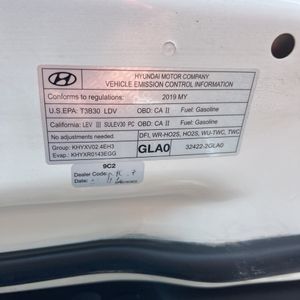 HYUNDAI MOTOR COMPANY
VEHICLE EMISSION CONTROL INFORMATION
Conforms to regulations: 2019 MY
U.S.EPA: T3B30 LDV OBD: CA II Fuel: Gasoline
California: LEV III SULEV30 PC OBD: CA II Fuel: Gasoline
No adjustments needed. DFI, WR-HO2S, HO2S, WU-TWC, TWC
Group: KHYXV02.4EH3
Evap: KHYXR0143EGG
GLA0 32422-2GLA0
9C2
Dealer Code: